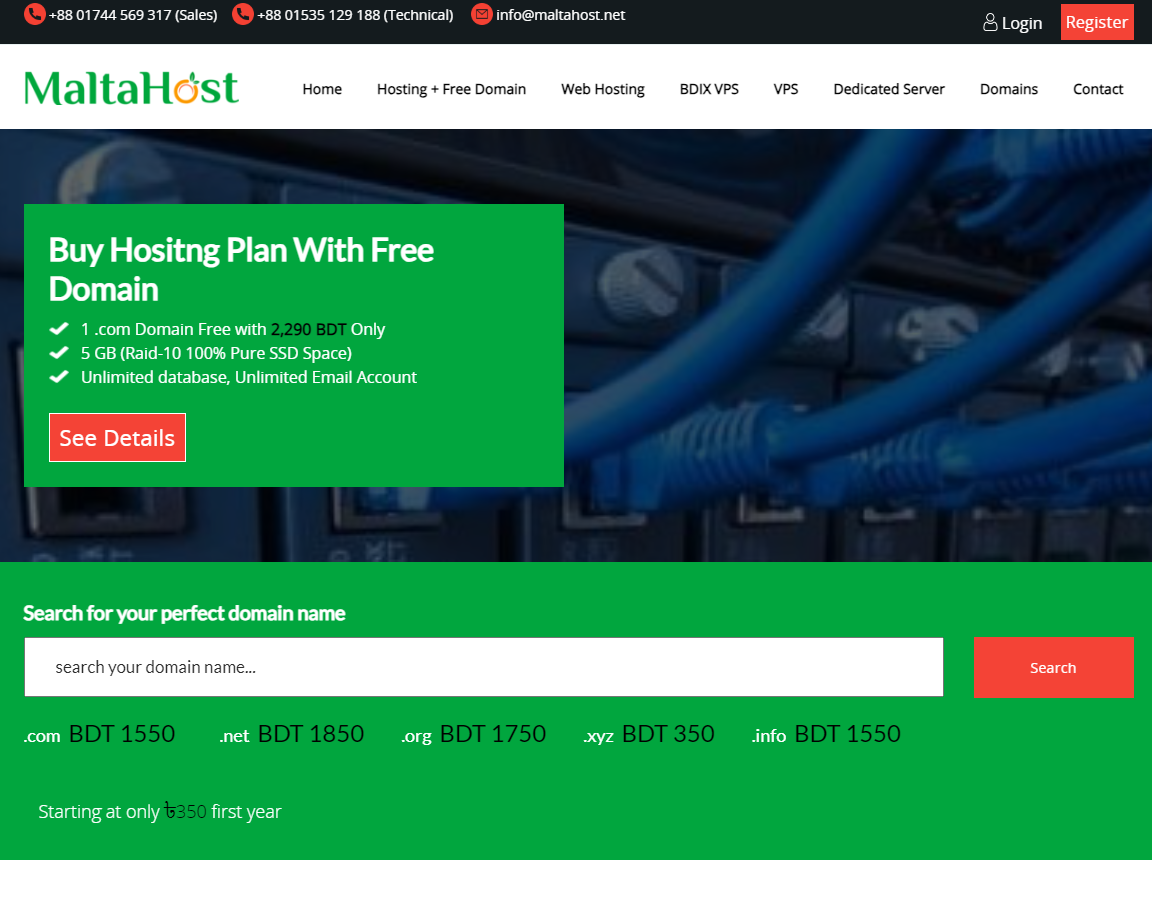 +88 01744 569 317 (Sales) +88 01535 129 188 (Technical) info@maltahost.net Login Register
MaltaHost Home Hosting + Free Domain Web Hosting BDIX VPS VPS Dedicated Server Domains Contact
Buy Hositng Plan With Free
Domain
1 .com Domain Free with 2,290 BDT Only
5 GB (Raid-10 100% Pure SSD Space)
Unlimited database, Unlimited Email Account
See Details
Search for your perfect domain name
search your domain name... Search
.com BDT 1550 .net BDT 1850 .org BDT 1750 .xyz BDT 350 .info BDT 1550
Starting at only ৳350 first year